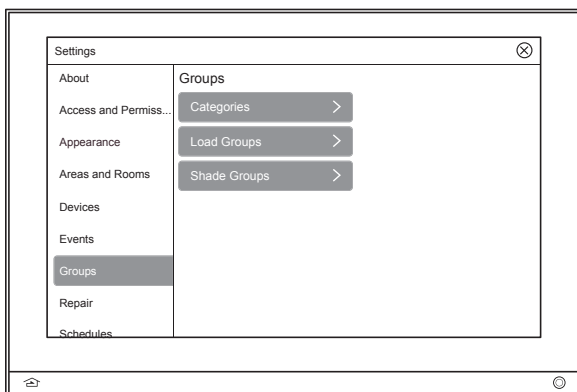 Settings
About
Access and Permiss...
Appearance
Areas and Rooms
Devices
Events
Groups
Repair
Schedules
Groups
Categories
Load Groups
Shade Groups